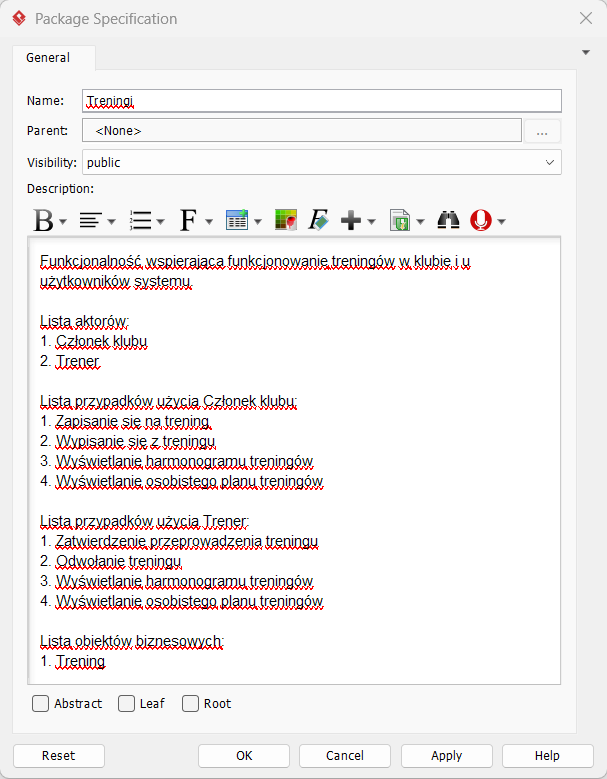 Package Specification
General
Name: Treningi
Parent: <None> ...
Visibility: public
Description:
B F F
Funkcjonalność wspierająca funkcjonowanie treningów w klubie i u
użytkowników systemu.
Lista aktorów:
1. Członek klubu
2. Trener
Lista przypadków użycia Członek klubu:
1. Zapisanie się na trening
2. Wypisanie się z treningu
3. Wyświetlanie harmonogramu treningów
4. Wyświetlanie osobistego planu treningów
Lista przypadków użycia Trener:
1. Zatwierdzenie przeprowadzenia treningu
2. Odwołanie treningu
3. Wyświetlanie harmonogramu treningów
4. Wyświetlanie osobistego planu treningów
Lista obiektów biznesowych:
1. Trening
Abstract Leaf Root
Reset OK Cancel Apply Help